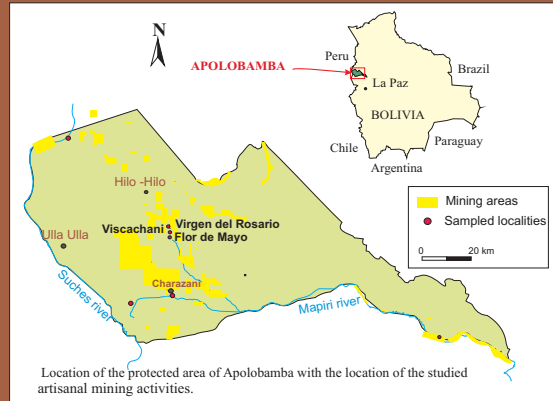 N
Peru
APOLOBAMBA
Brazil
La Paz
BOLIVIA
Paraguay
Chile
Argentina
Hilo -Hilo
Mining areas
Sampled localities
Viscachani
Virgen del Rosario
Flor de Mayo
Ulla Ulla
0 20 km
Charazani
Suches river
Mapiri river
Location of the protected area of Apolobamba with the location of the studied
artisanal mining activities.